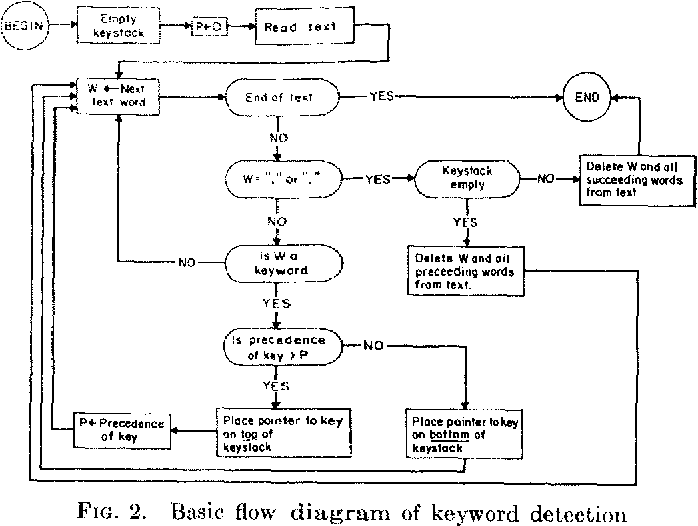 BEGIN
Empty
keystack
P←0
Read text
W ←Next
text word
End of text
YES
END
NO
W= "," or "."
YES
Keystack
empty
NO
Delete W and all
succeeding words
from text
NO
YES
Is W a
keyword
NO
Delete W and all
preceeding words
from text.
YES
Is precedence
of key > P
NO
YES
P← Precedence
of key
Place pointer to key
on top of
keystack
Place pointer to key
on bottom of
keystack
FIG. 2. Basic flow diagram of keyword detection